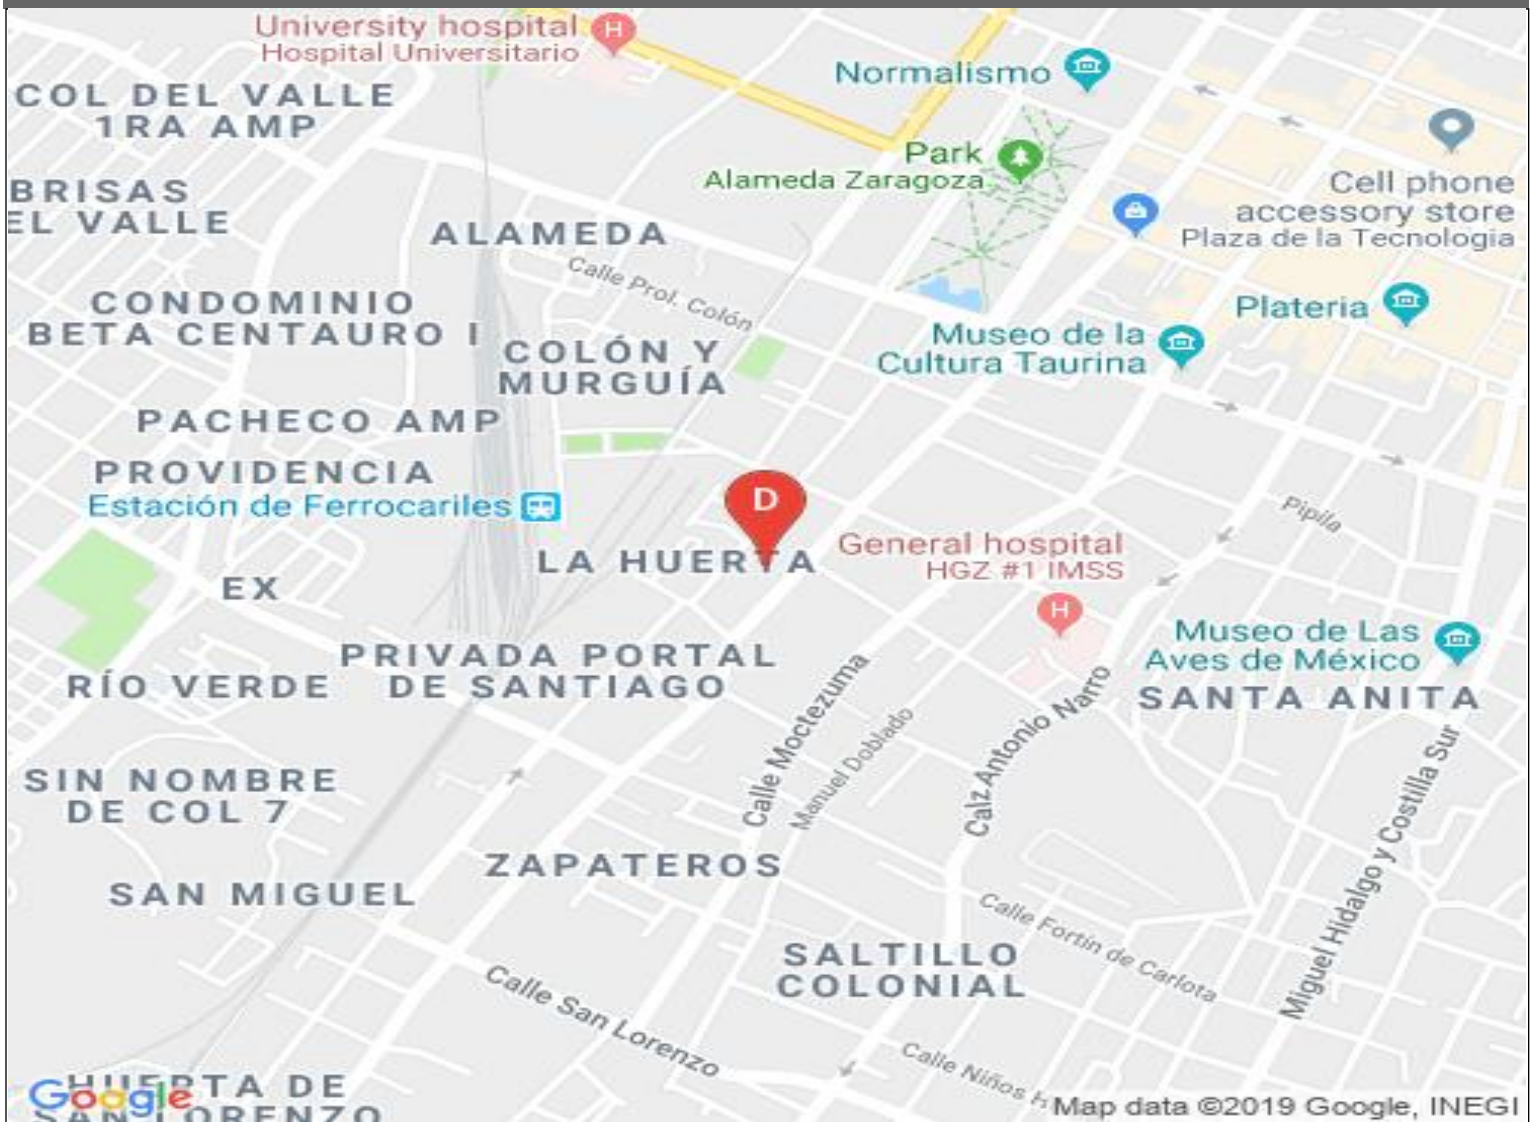 University hospital
Hospital Universitario
H
Normalismo
COL DEL VALLE
1RA AMP
Park
Alameda Zaragoza
Cell phone
accessory store
Plaza de la Tecnologia
BRISAS
EL VALLE
ALAMEDA
Calle Prol. Colón
CONDOMINIO
BETA CENTAURO I
Plateria
COLÓN Y
MURGUÍA
Museo de la
Cultura Taurina
PACHECO AMP
PROVIDENCIA
Estación de Ferrocariles
D
Pipila
LA HUERTA
General hospital
HGZ #1 IMSS
H
EX
Museo de Las
Aves de México
PRIVADA PORTAL
DE SANTIAGO
RÍO VERDE
SANTA ANITA
Calle Moctezuma
Manuel Doblado
Calz Antonio Narro
Miguel Hidalgo y Costilla Sur
SIN NOMBRE
DE COL 7
ZAPATEROS
SAN MIGUEL
Calle Fortín de Carlota
SALTILLO
COLONIAL
Calle San Lorenzo
Calle Niños H
HUERTA DE
SAN LORENZO
Google
Map data ©2019 Google, INEGI